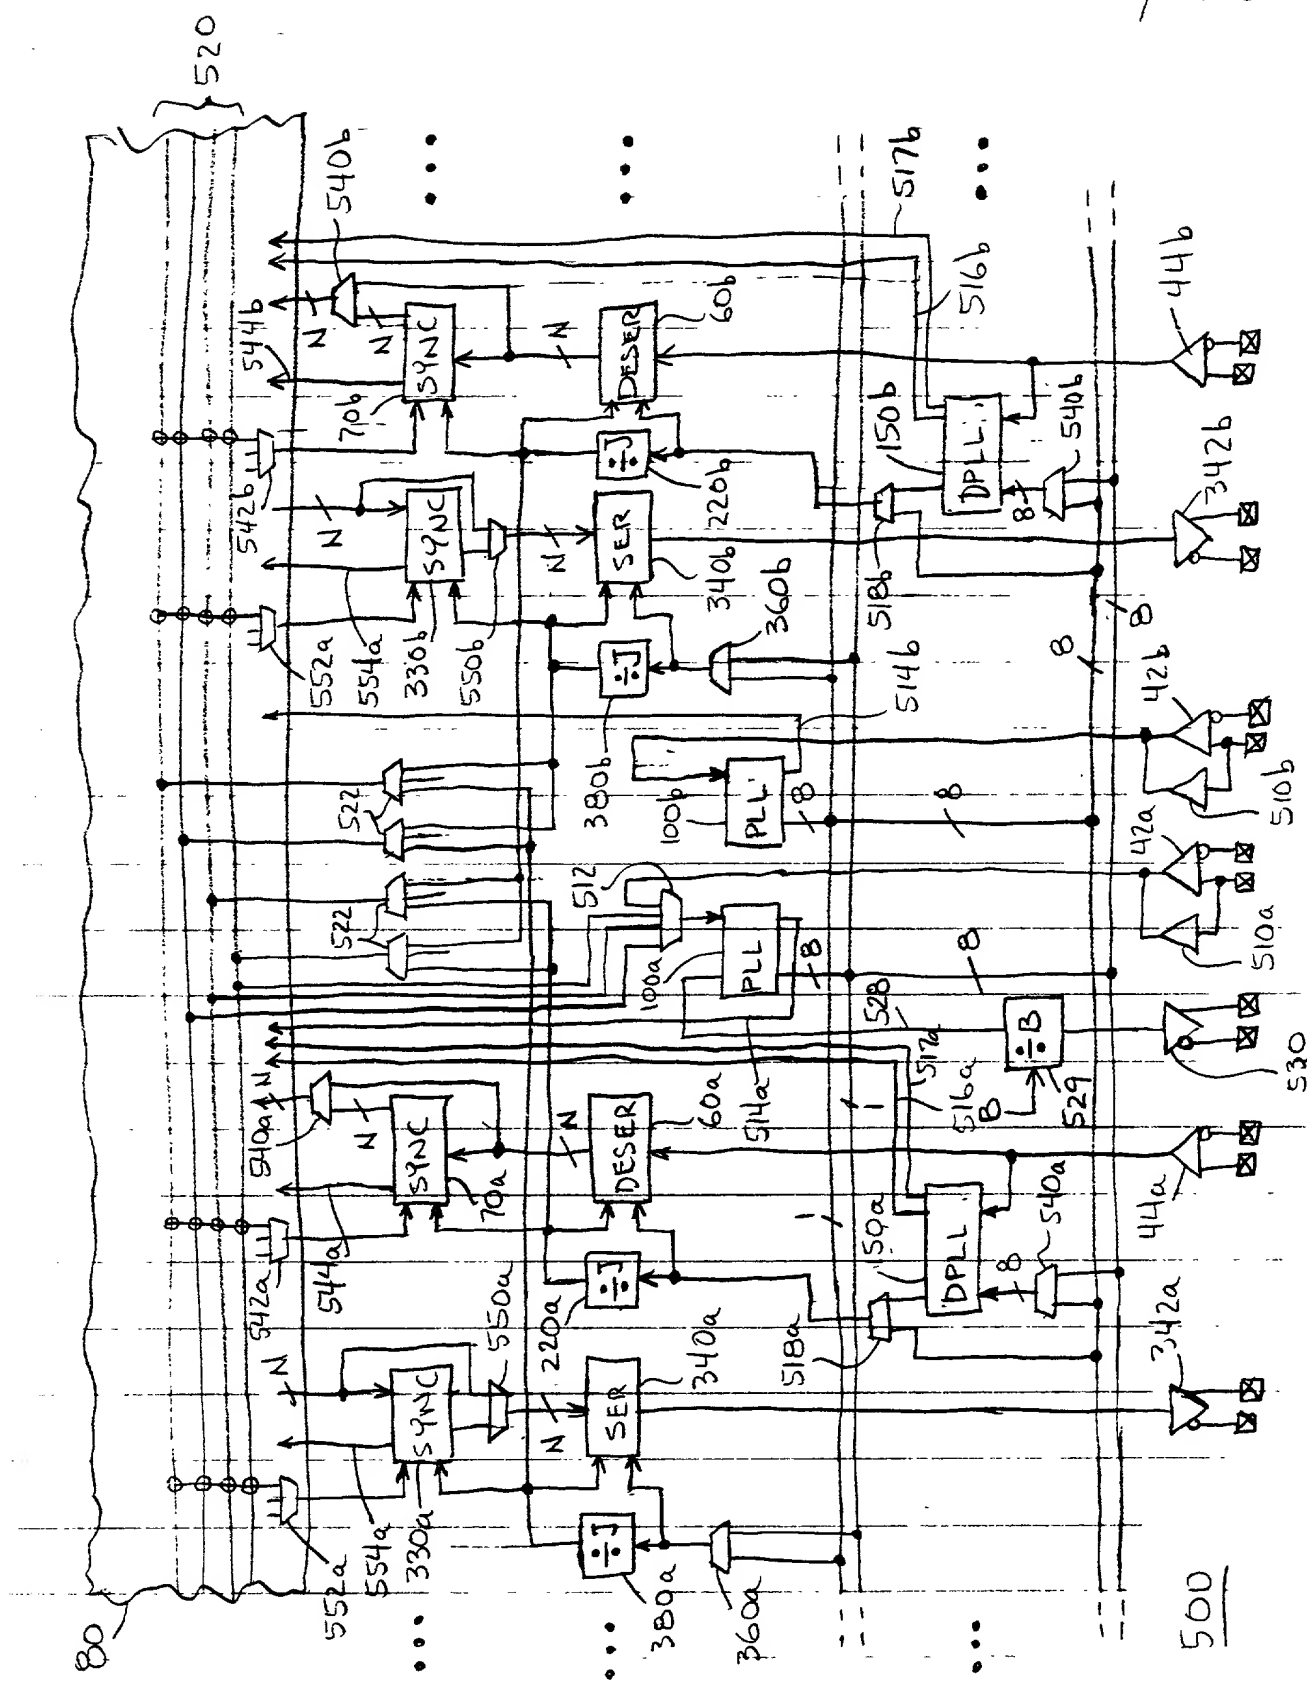 80
520
552a
554a
330a
N
SYNC
550a
N
÷J
380a
SER
340a
360a
342a
500
542a
544a
70a
SYNC
N
540a
N
N
DESER
60a
÷J
220a
518a
150a
DPLL
8
540a
44a
516a
517a
514a
B
÷B
529
528
530
522
522
512
100a
PLL
8
8
510a
42a
100b
PLL
8
8
514b
510b
42b
552a
554a
330b
SYNC
N
550b
N
÷J
380b
SER
340b
360b
342b
8
8
542b
544b
70b
SYNC
N
N
540b
N
DESER
60b
÷J
220b
518b
150b
DPLL
8
540b
516b
517b
44b